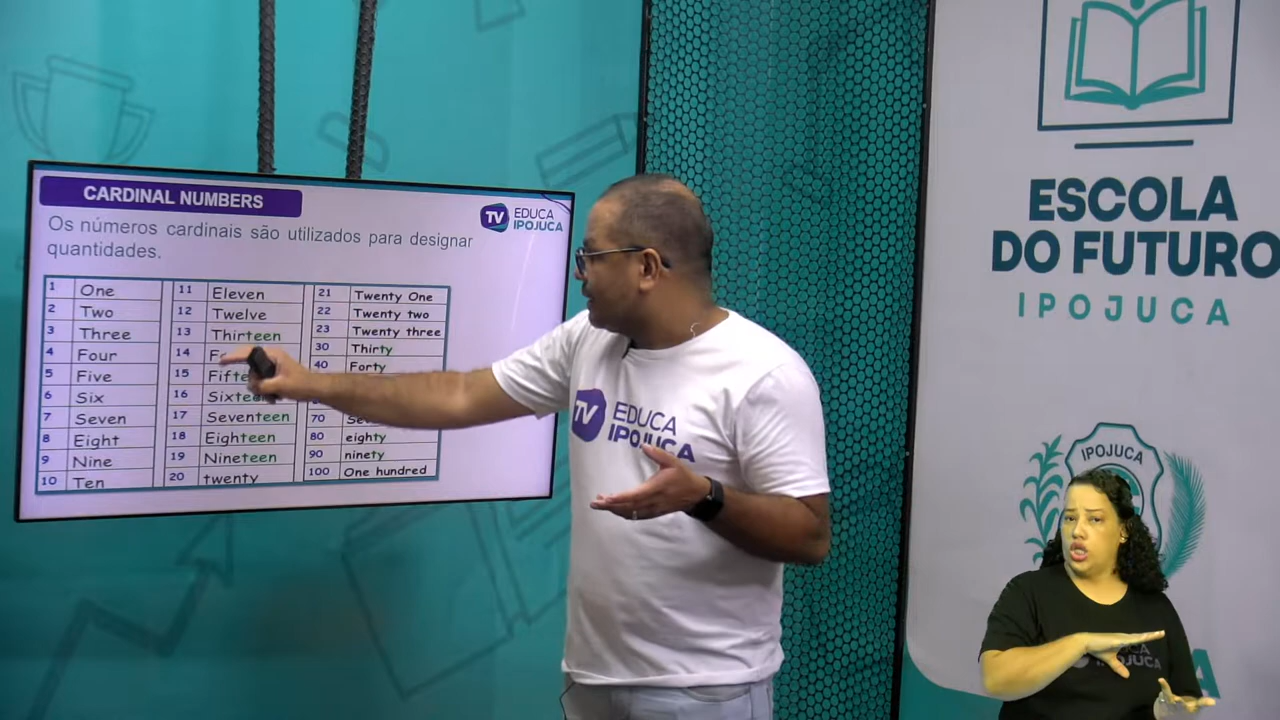 CARDINAL NUMBERS
TV EDUCA IPOJUCA
Os números cardinais são utilizados para designar
quantidades.
1 One 11 Eleven 21 Twenty One
2 Two 12 Twelve 22 Twenty two
3 Three 13 Thirteen 23 Twenty three
4 Four 14 30 Thirty
5 Five 15 40 Forty
6 Six 16
7 Seven 17 Seventeen 70
8 Eight 18 Eighteen 80 eighty
9 Nine 19 Nineteen 90 ninety
10 Ten 20 twenty 100 One hundred
TV EDUCA
IPOJUCA
ESCOLA
DO FUTURO
IPOJUCA
IPOJUCA